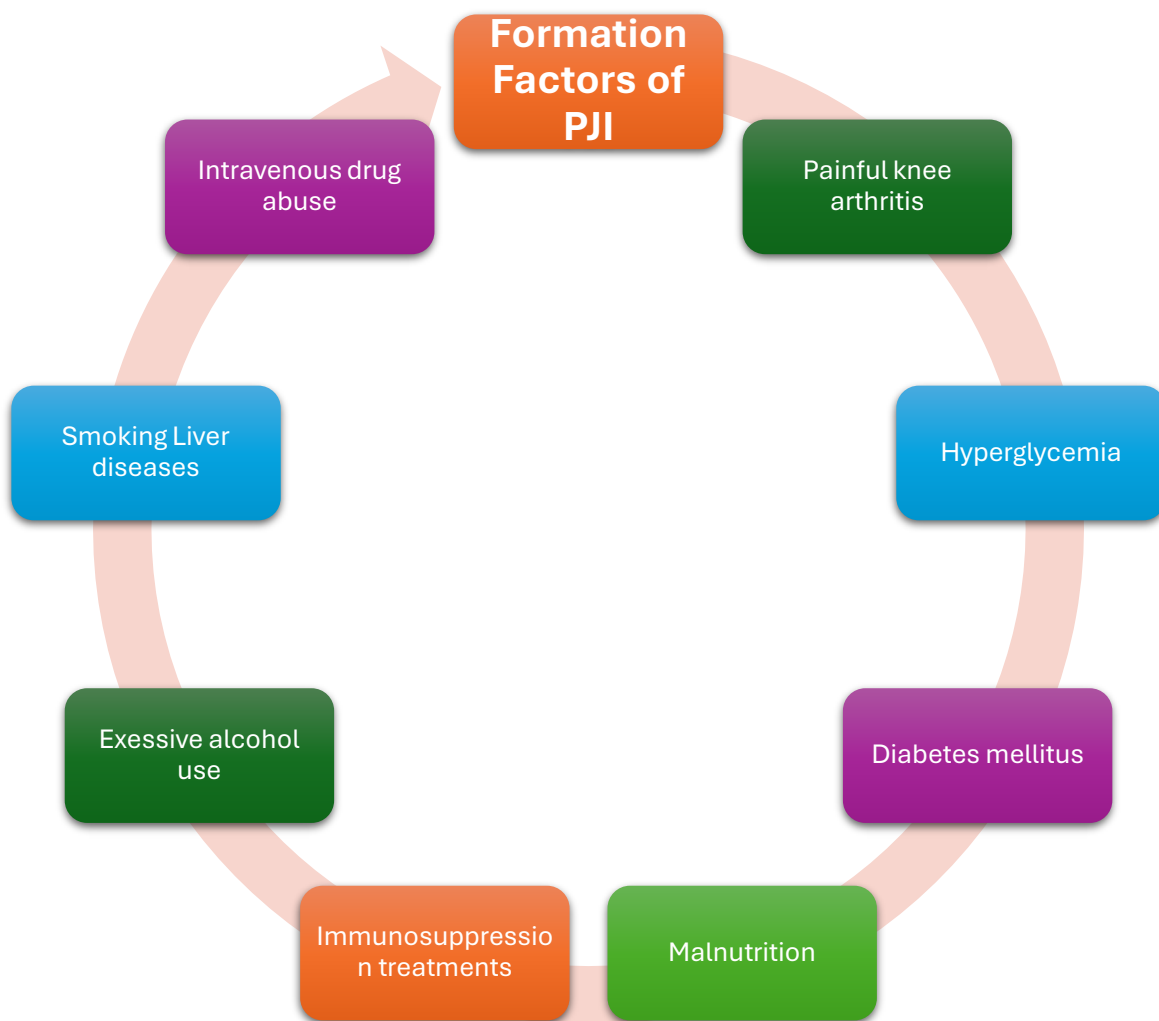 Formation
Factors of
PJI
Painful knee
arthritis
Hyperglycemia
Diabetes mellitus
Malnutrition
Immunosuppressio
n treatments
Exessive alcohol
use
Smoking Liver
diseases
Intravenous drug
abuse